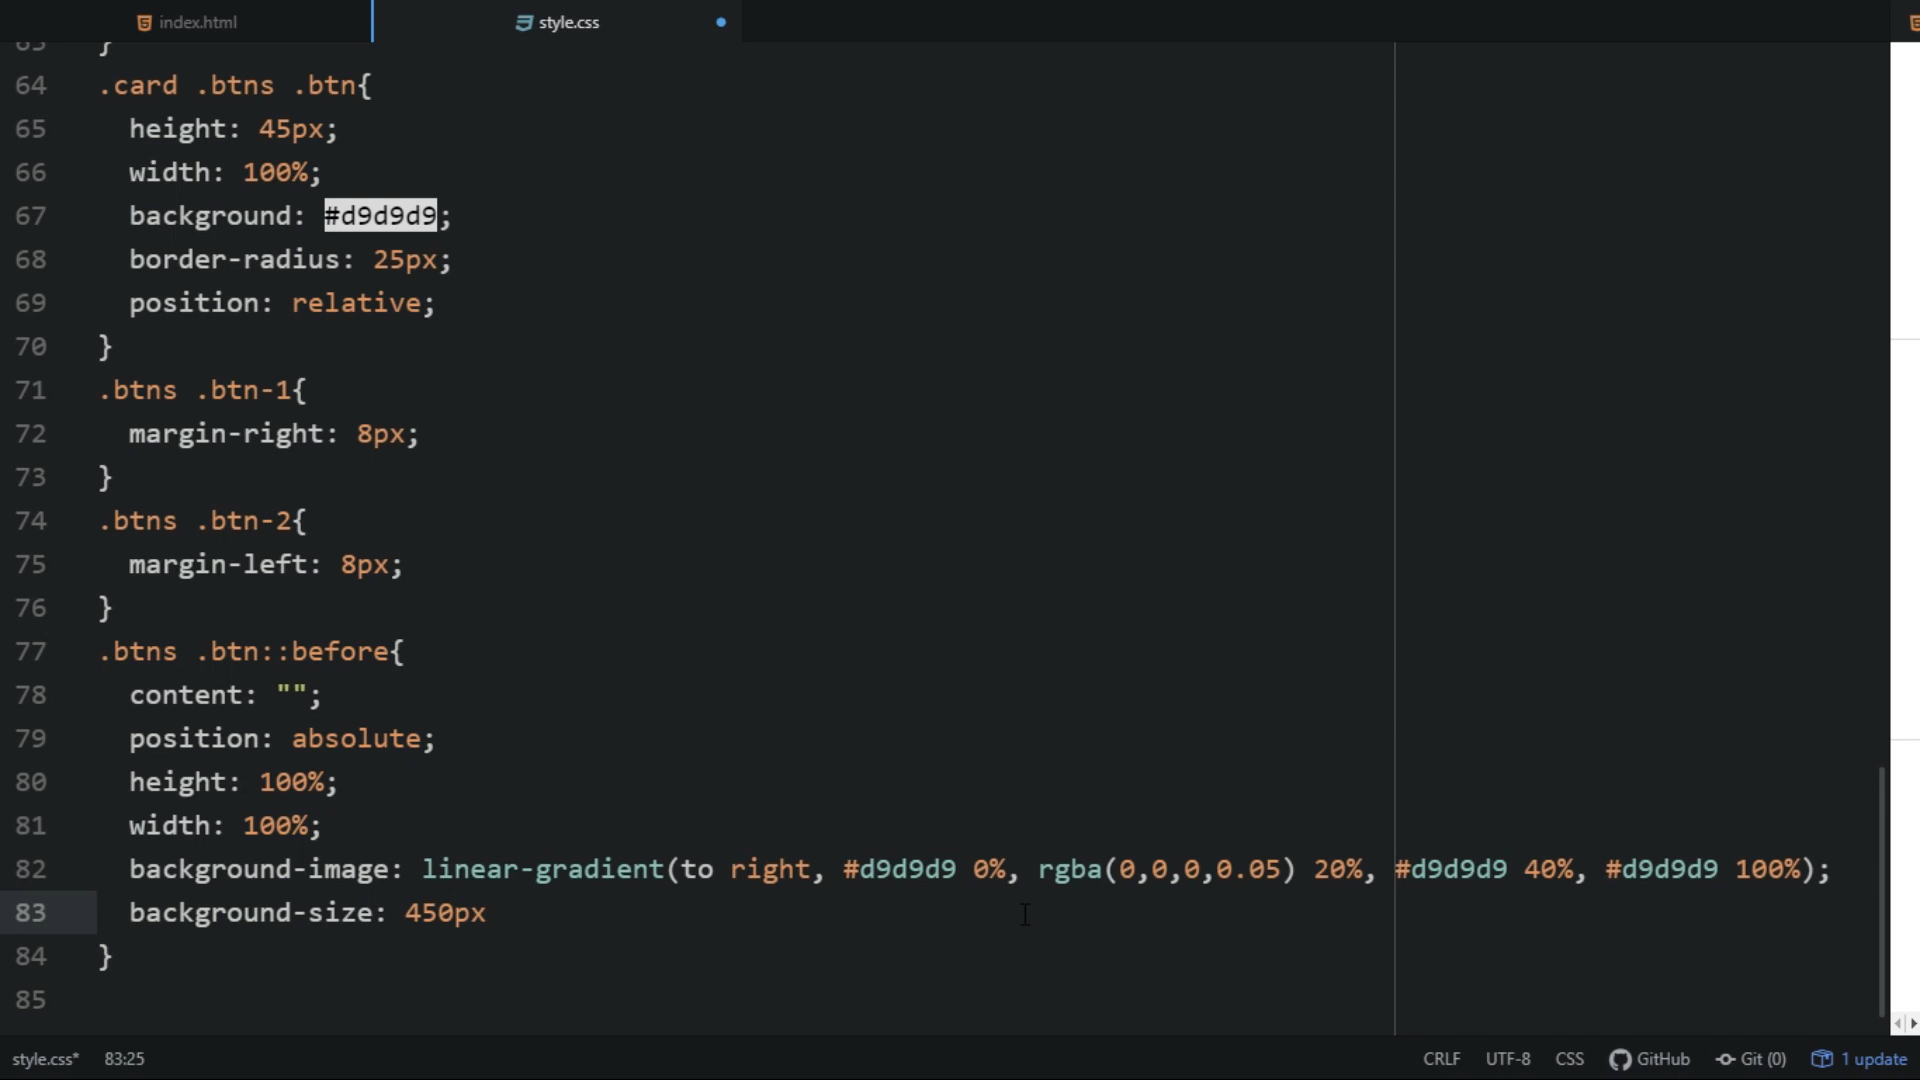 index.html
style.css
63 }
64 .card .btns .btn{
65 height: 45px;
66 width: 100%;
67 background: #d9d9d9;
68 border-radius: 25px;
69 position: relative;
70 }
71 .btns .btn-1{
72 margin-right: 8px;
73 }
74 .btns .btn-2{
75 margin-left: 8px;
76 }
77 .btns .btn::before{
78 content: "";
79 position: absolute;
80 height: 100%;
81 width: 100%;
82 background-image: linear-gradient(to right, #d9d9d9 0%, rgba(0,0,0,0.05) 20%, #d9d9d9 40%, #d9d9d9 100%);
83 background-size: 450px
84 }
85
style.css* 83:25 CRLF UTF-8 CSS GitHub Git (0) 1 update